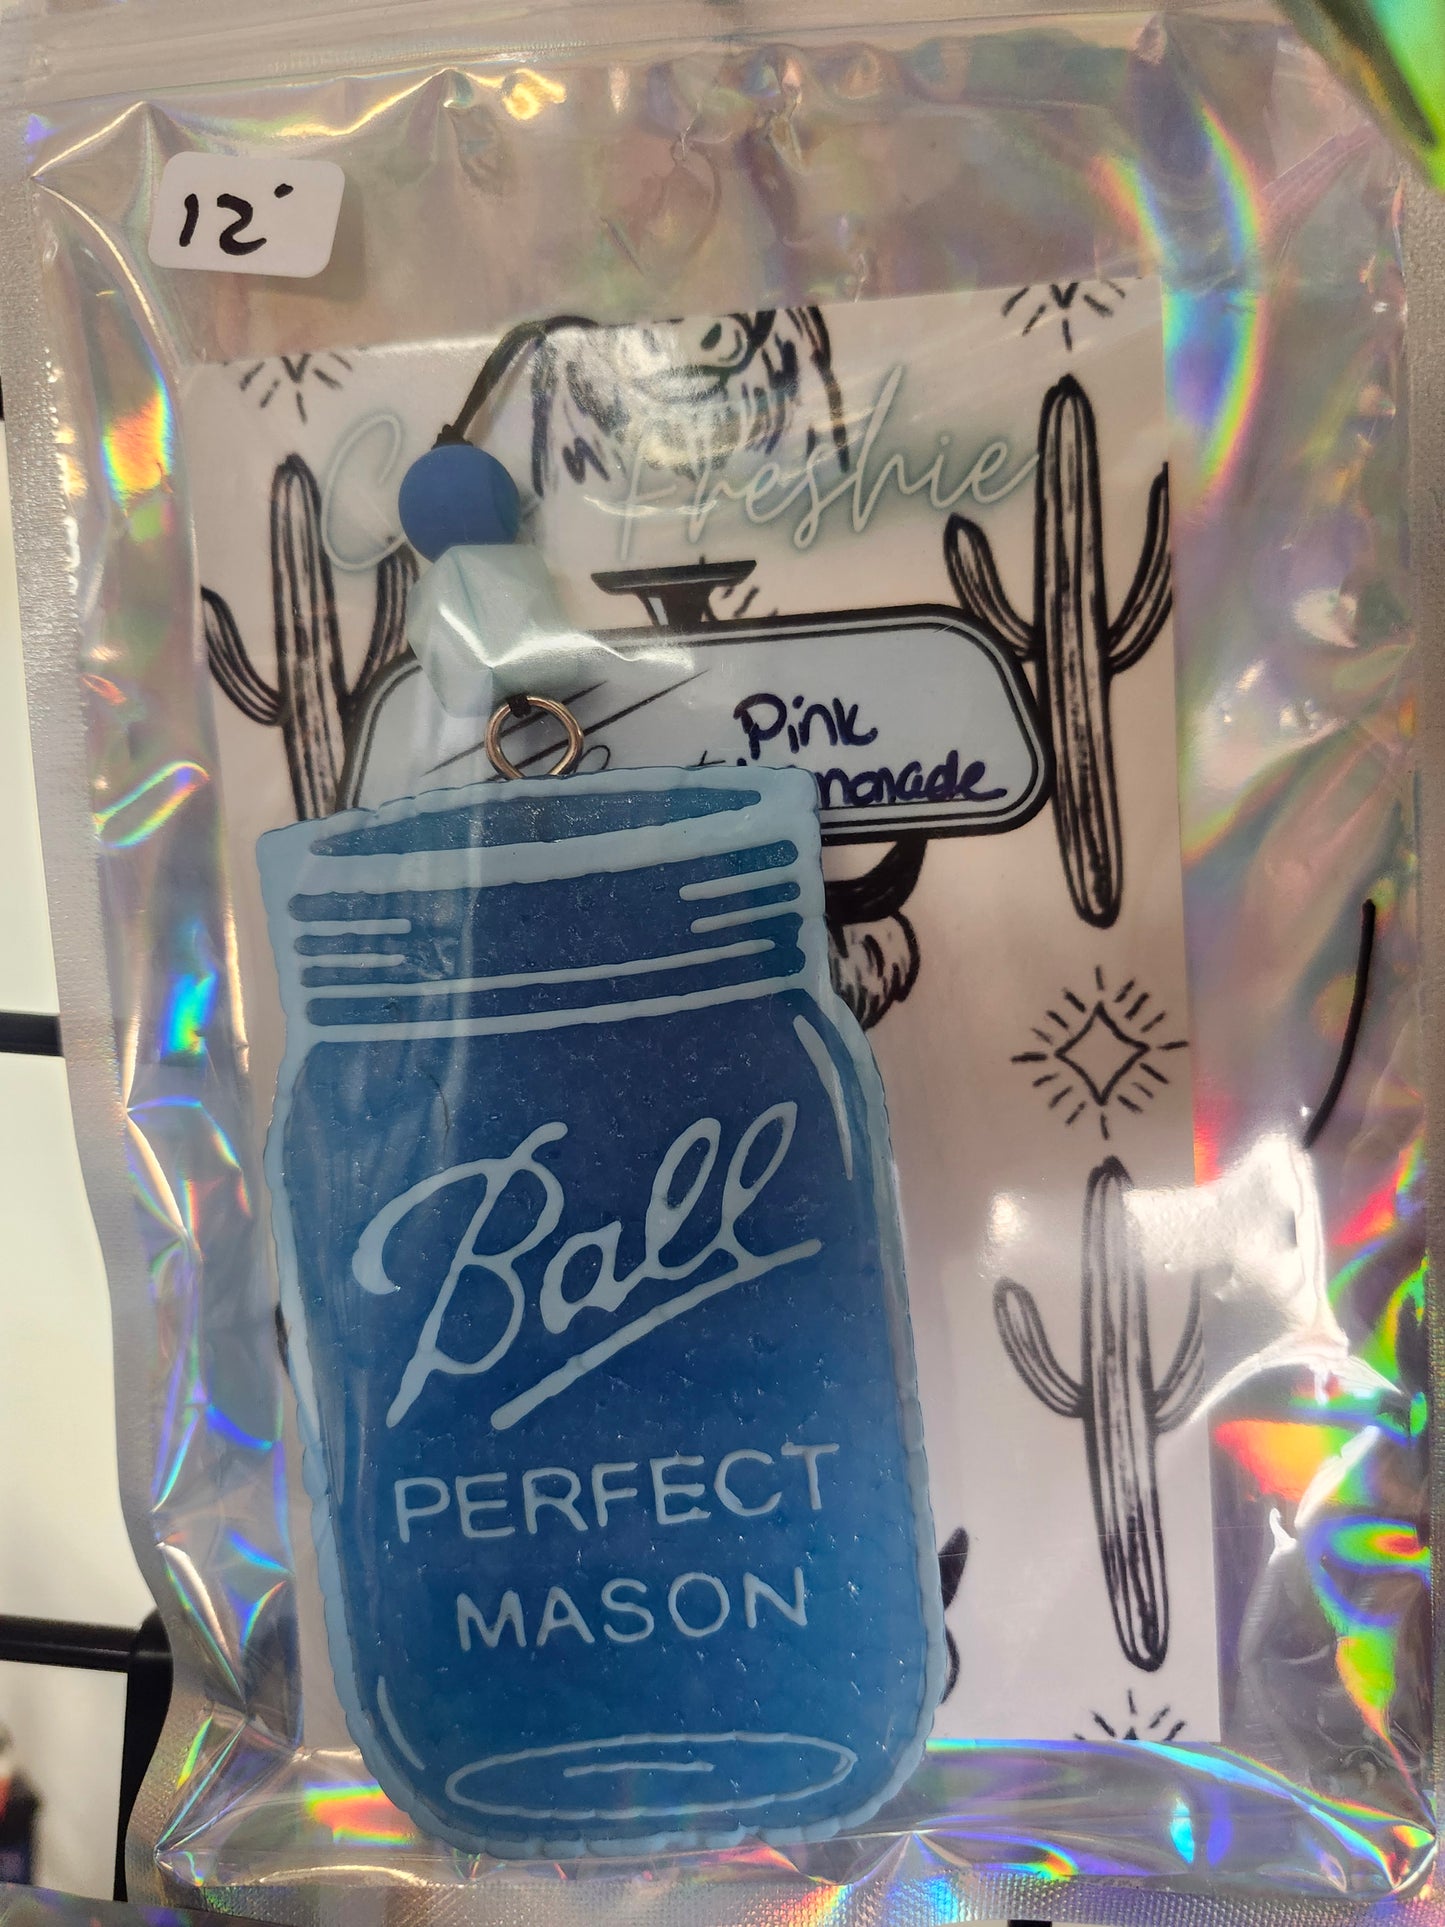 12
Freshie
Pink
Ball
PERFECT
MASON